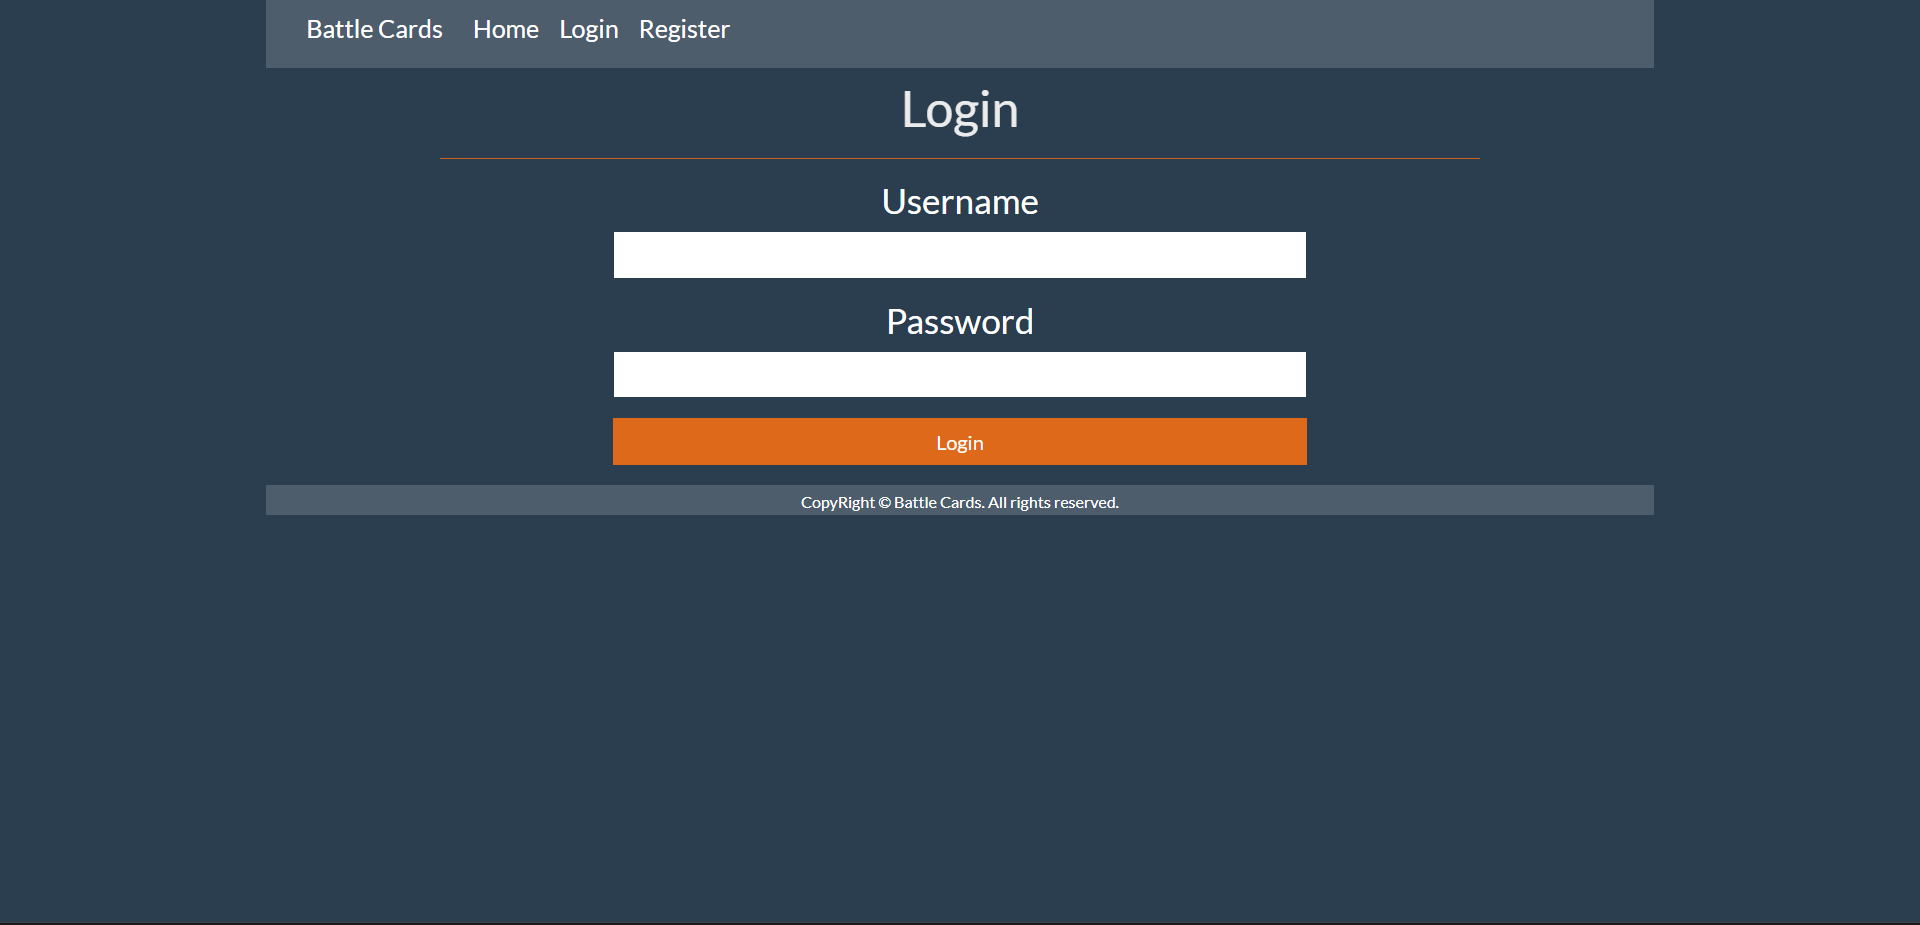 Battle Cards Home Login Register
Login
Username
Password
Login
CopyRight © Battle Cards. All rights reserved.